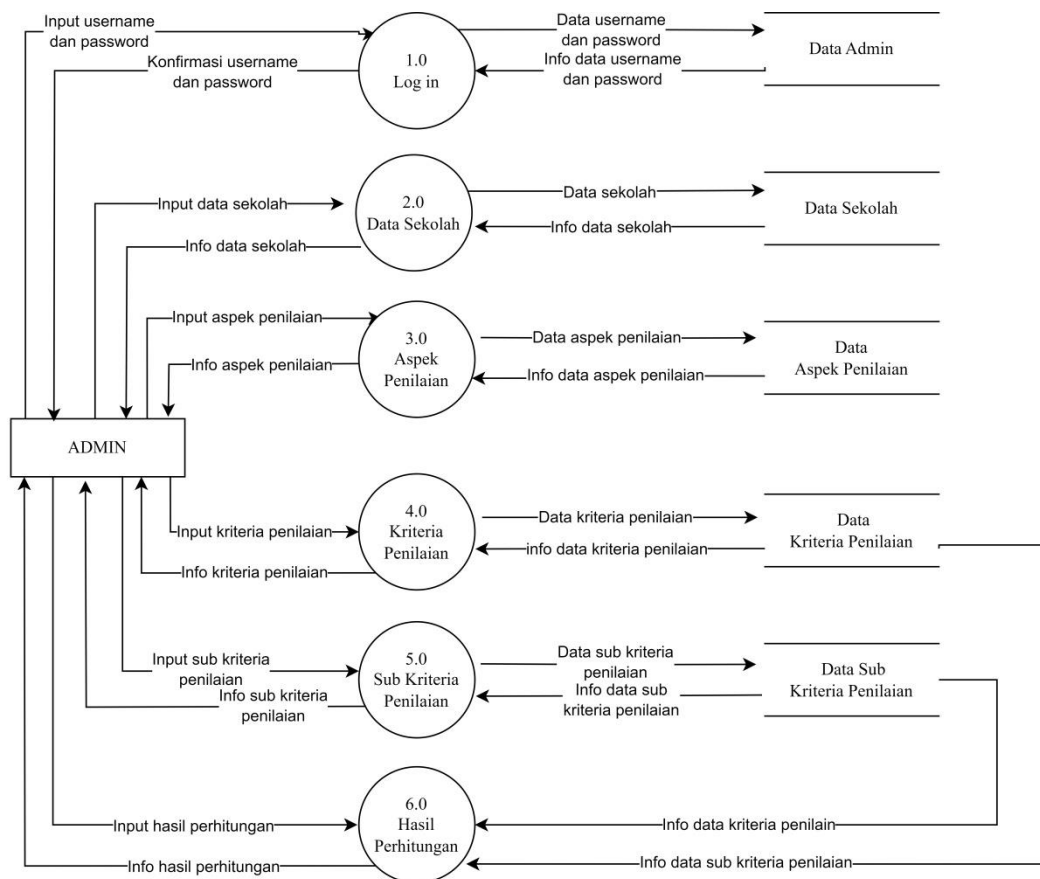 Input username
dan password
Konfirmasi username
dan password
1.0
Log in
Data username
dan password
Info data username
dan password
Data Admin
Input data sekolah
Info data sekolah
2.0
Data Sekolah
Data sekolah
Info data sekolah
Data Sekolah
Input aspek penilaian
Info aspek penilaian
3.0
Aspek
Penilaian
Data aspek penilaian
Info data aspek penilaian
Data
Aspek Penilaian
ADMIN
Input kriteria penilaian
Info kriteria penilaian
4.0
Kriteria
Penilaian
Data kriteria penilaian
info data kriteria penilaian
Data
Kriteria Penilaian
Input sub kriteria
penilaian
Info sub kriteria
penilaian
5.0
Sub Kriteria
Penilaian
Data sub kriteria
penilaian
Info data sub
kriteria penilaian
Data Sub
Kriteria Penilaian
Input hasil perhitungan
Info hasil perhitungan
6.0
Hasil
Perhitungan
Info data kriteria penilain
Info data sub kriteria penilaian